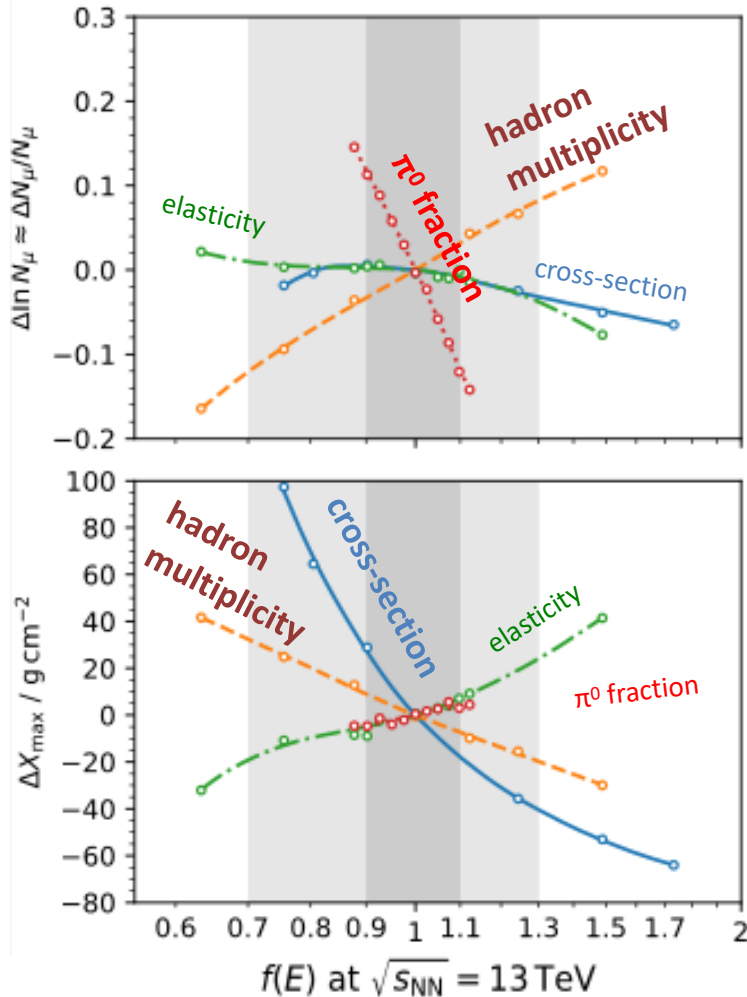 0.3
0.2
0.1
0.0
−0.1
−0.2
Δln N_μ ≈ ΔN_μ/N_μ
hadron
multiplicity
π⁰ fraction
elasticity
cross-section
100
80
60
40
20
0
−20
−40
−60
−80
ΔX_max / g cm⁻²
hadron
multiplicity
cross-section
elasticity
π⁰ fraction
0.6 0.7 0.8 0.9 1 1.1 1.3 1.5 1.7 2
f(E) at √s_NN = 13 TeV